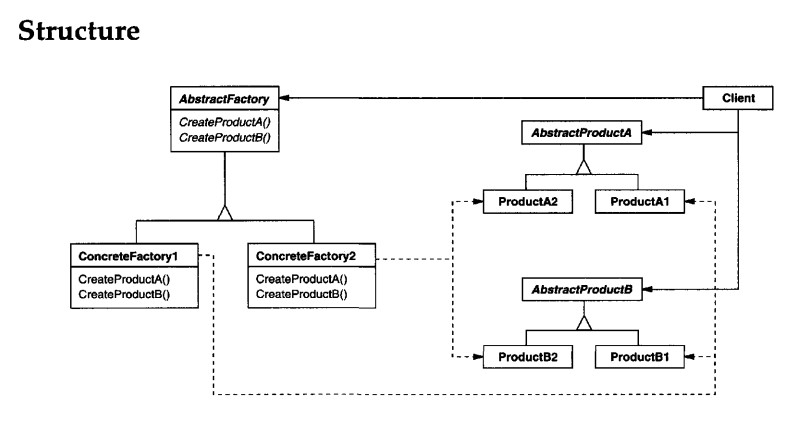 Structure
AbstractFactory
CreateProductA()
CreateProductB()
Client
AbstractProductA
ProductA2
ProductA1
ConcreteFactory1
CreateProductA()
CreateProductB()
ConcreteFactory2
CreateProductA()
CreateProductB()
AbstractProductB
ProductB2
ProductB1